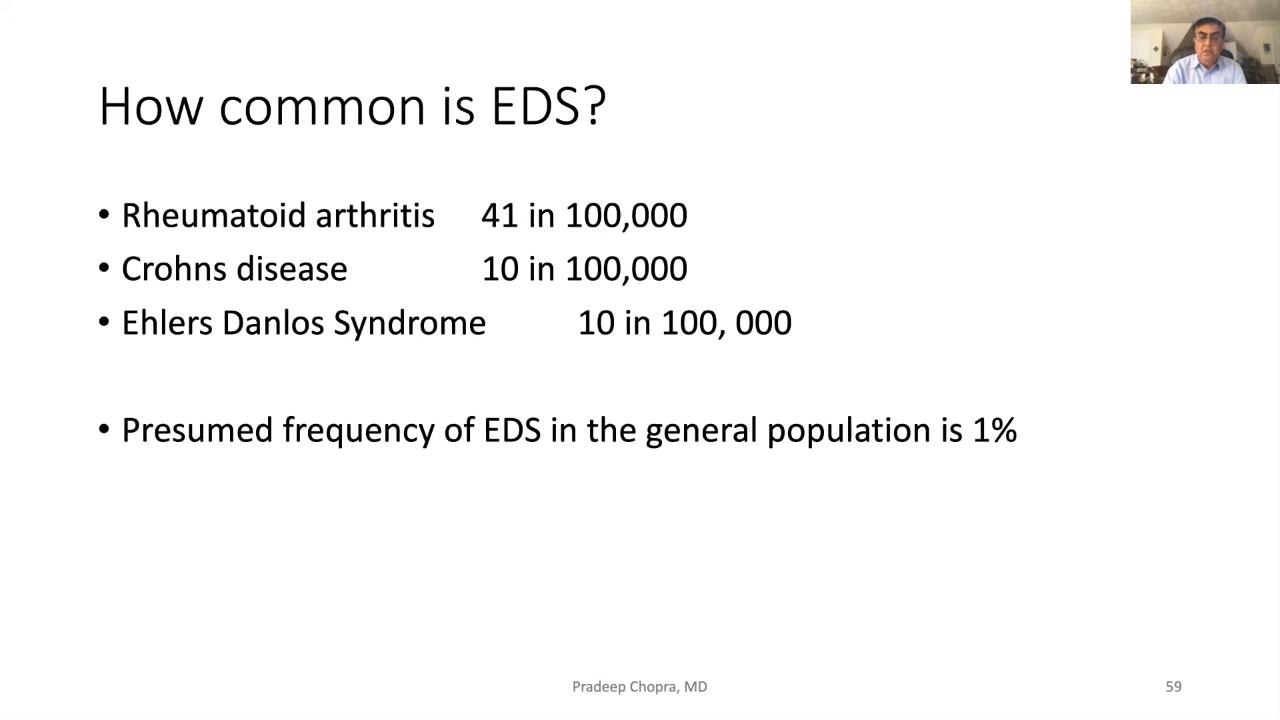 How common is EDS?
• Rheumatoid arthritis 41 in 100,000
• Crohns disease 10 in 100,000
• Ehlers Danlos Syndrome 10 in 100, 000
• Presumed frequency of EDS in the general population is 1%
Pradeep Chopra, MD 59